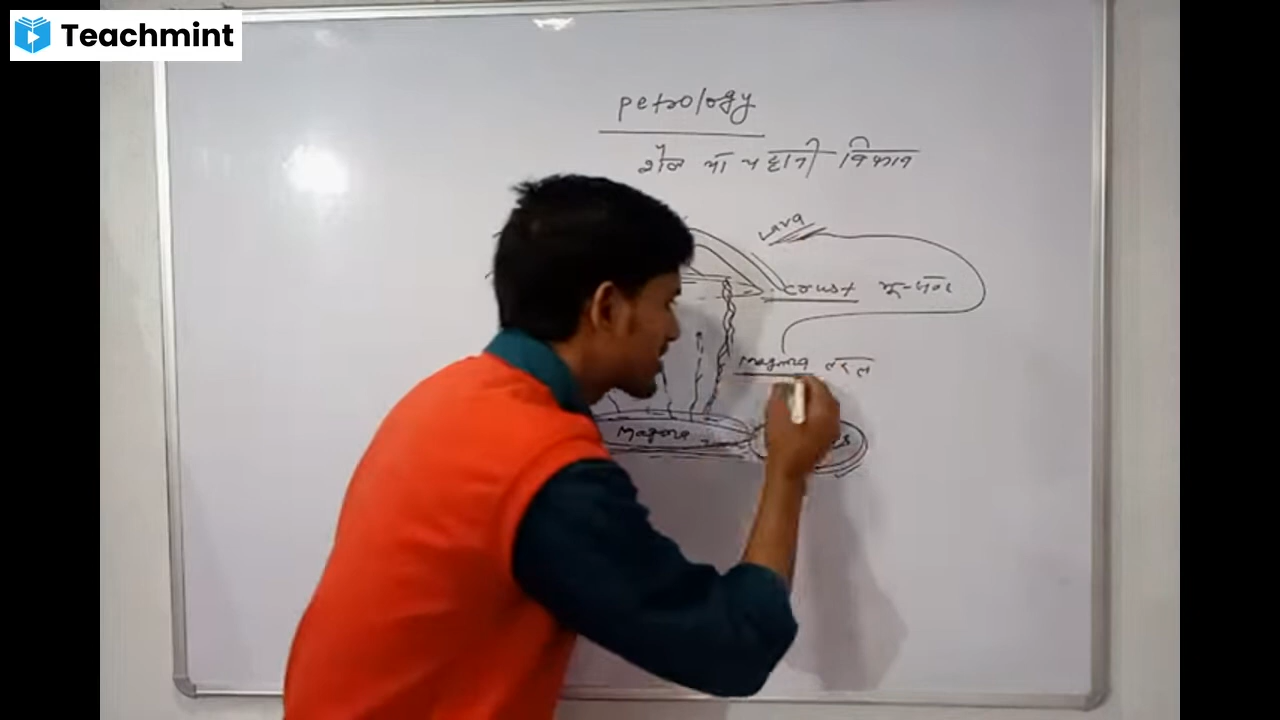 Teachmint
petrology
शैल या चट्टानी विज्ञान
Lava
crust भू-पर्पटी
Magma तरल
Magma